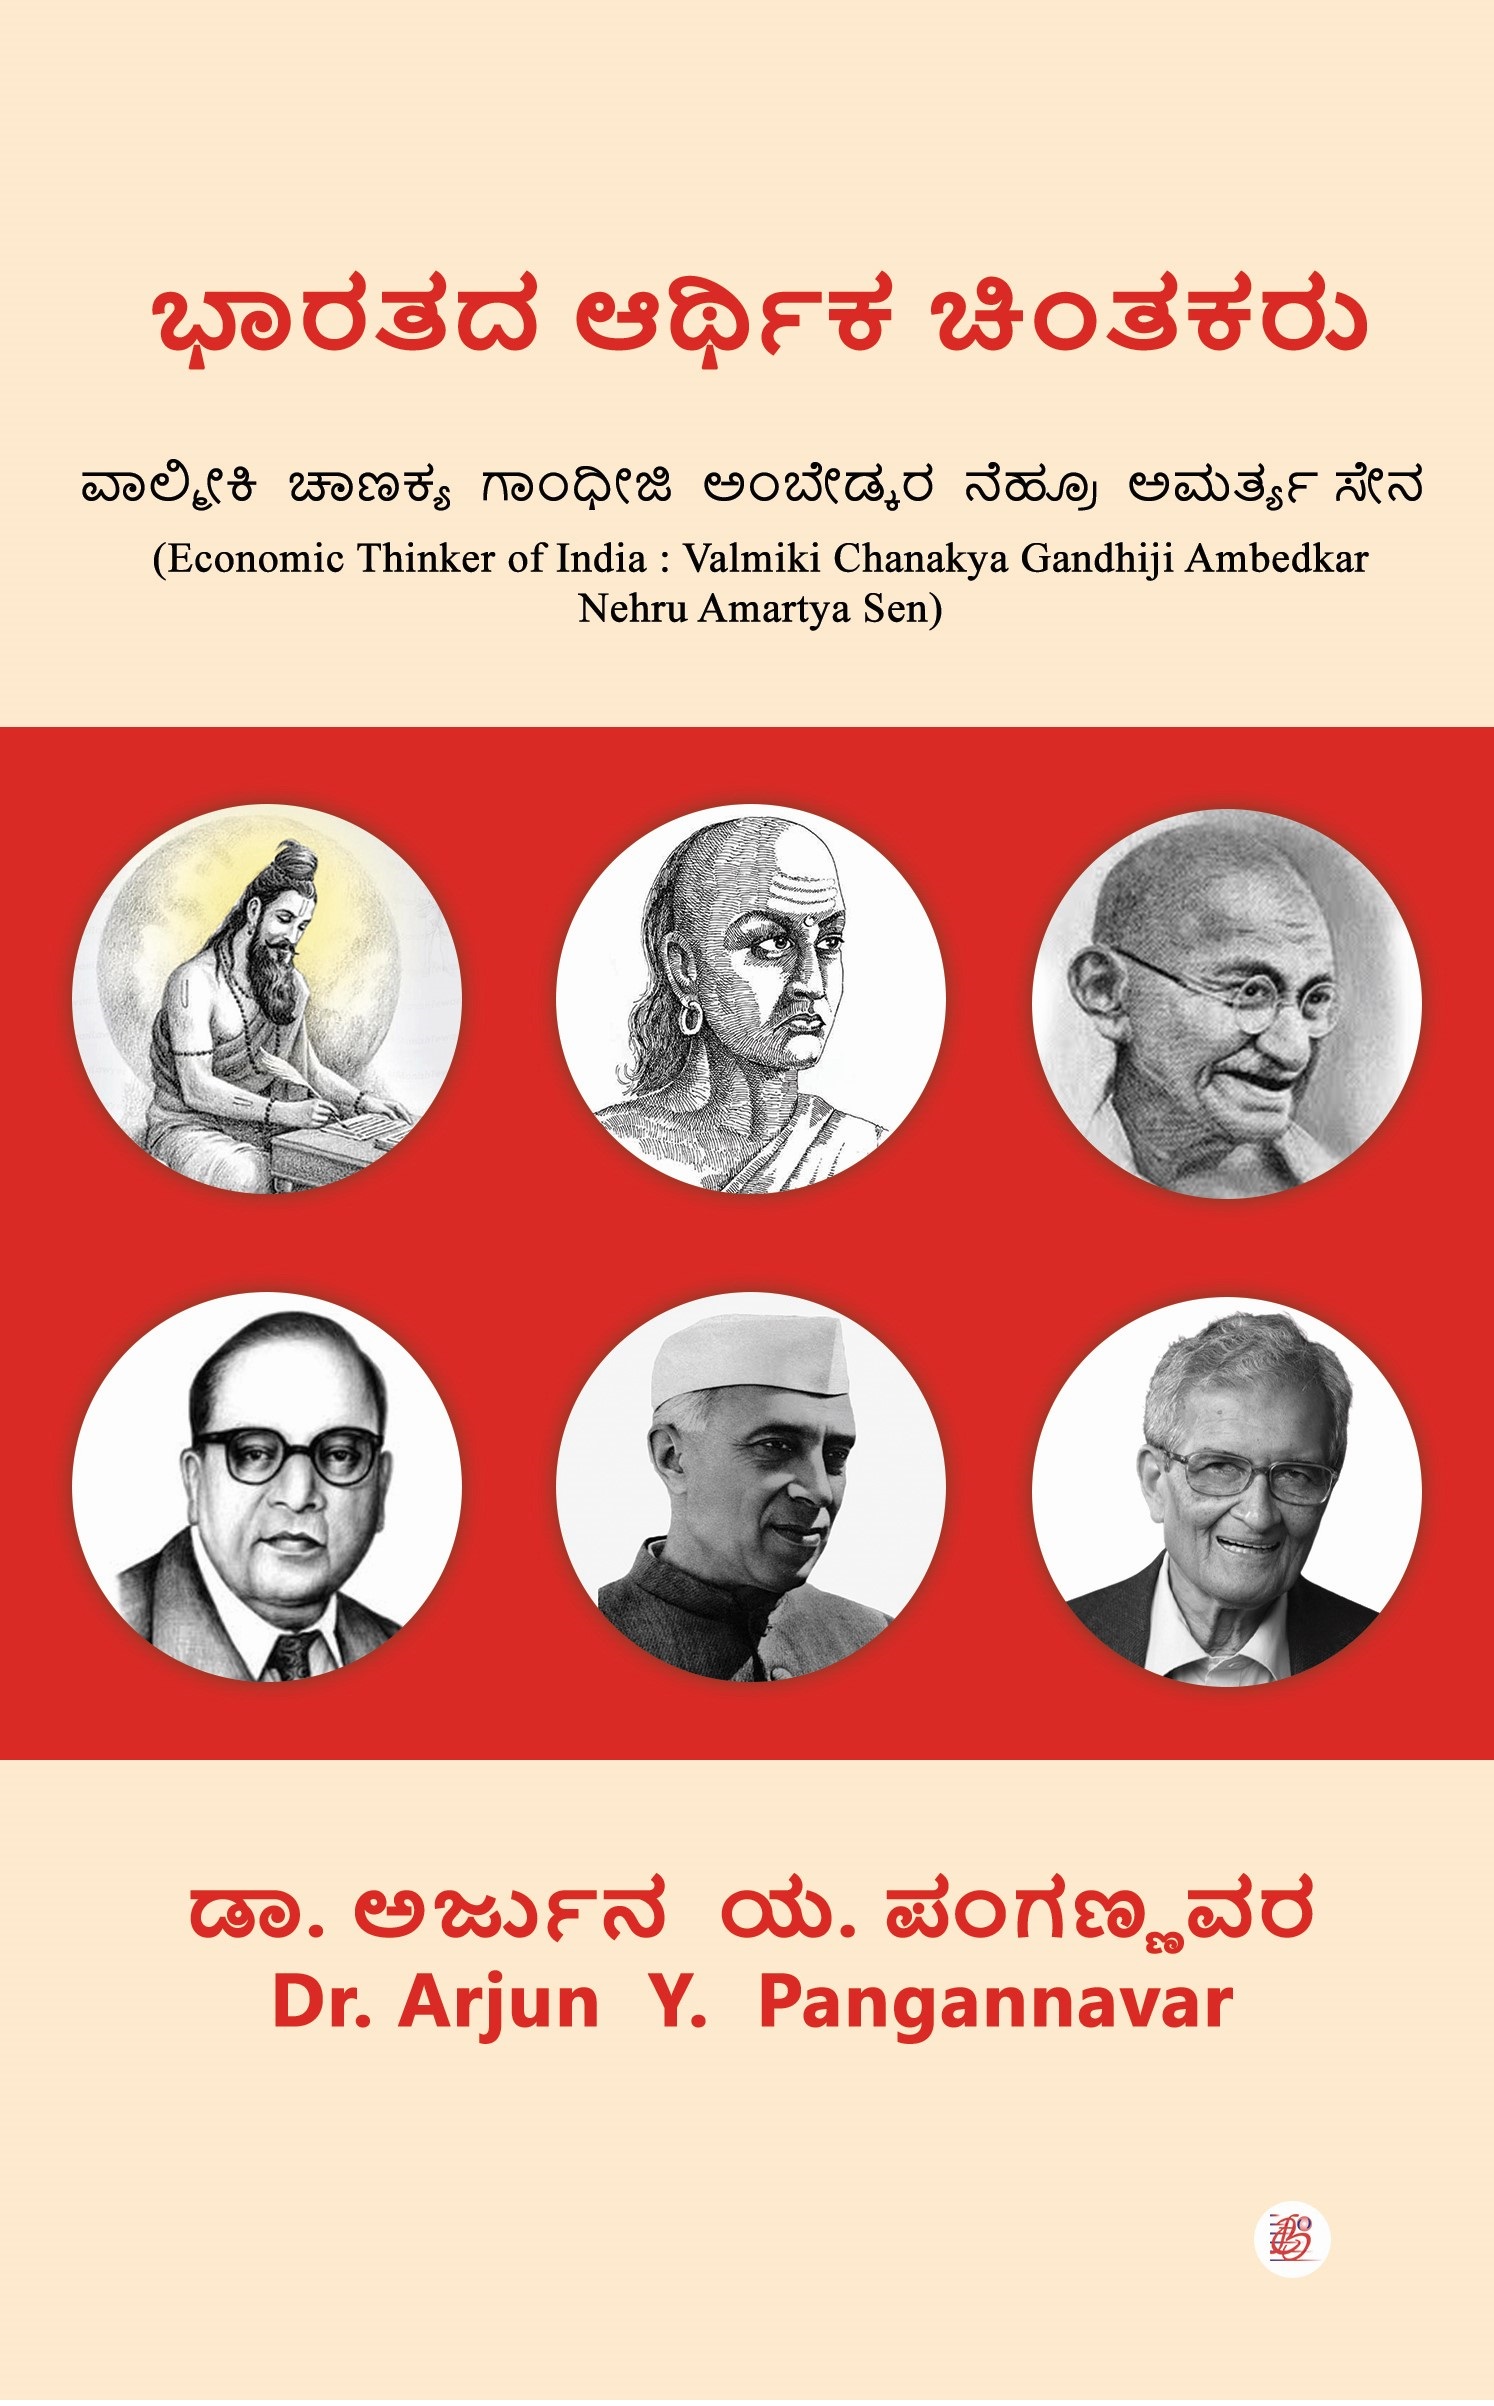 ಭಾರತದ ಆರ್ಥಿಕ ಚಿಂತಕರು
ವಾಲ್ಮೀಕಿ ಚಾಣಕ್ಯ ಗಾಂಧೀಜಿ ಅಂಬೇಡ್ಕರ ನೆಹ್ರೂ ಅಮರ್ತ್ಯ ಸೇನ
(Economic Thinker of India : Valmiki Chanakya Gandhiji Ambedkar
Nehru Amartya Sen)
ಡಾ. ಅರ್ಜುನ ಯ. ಪಂಗಣ್ಣವರ
Dr. Arjun Y. Pangannavar